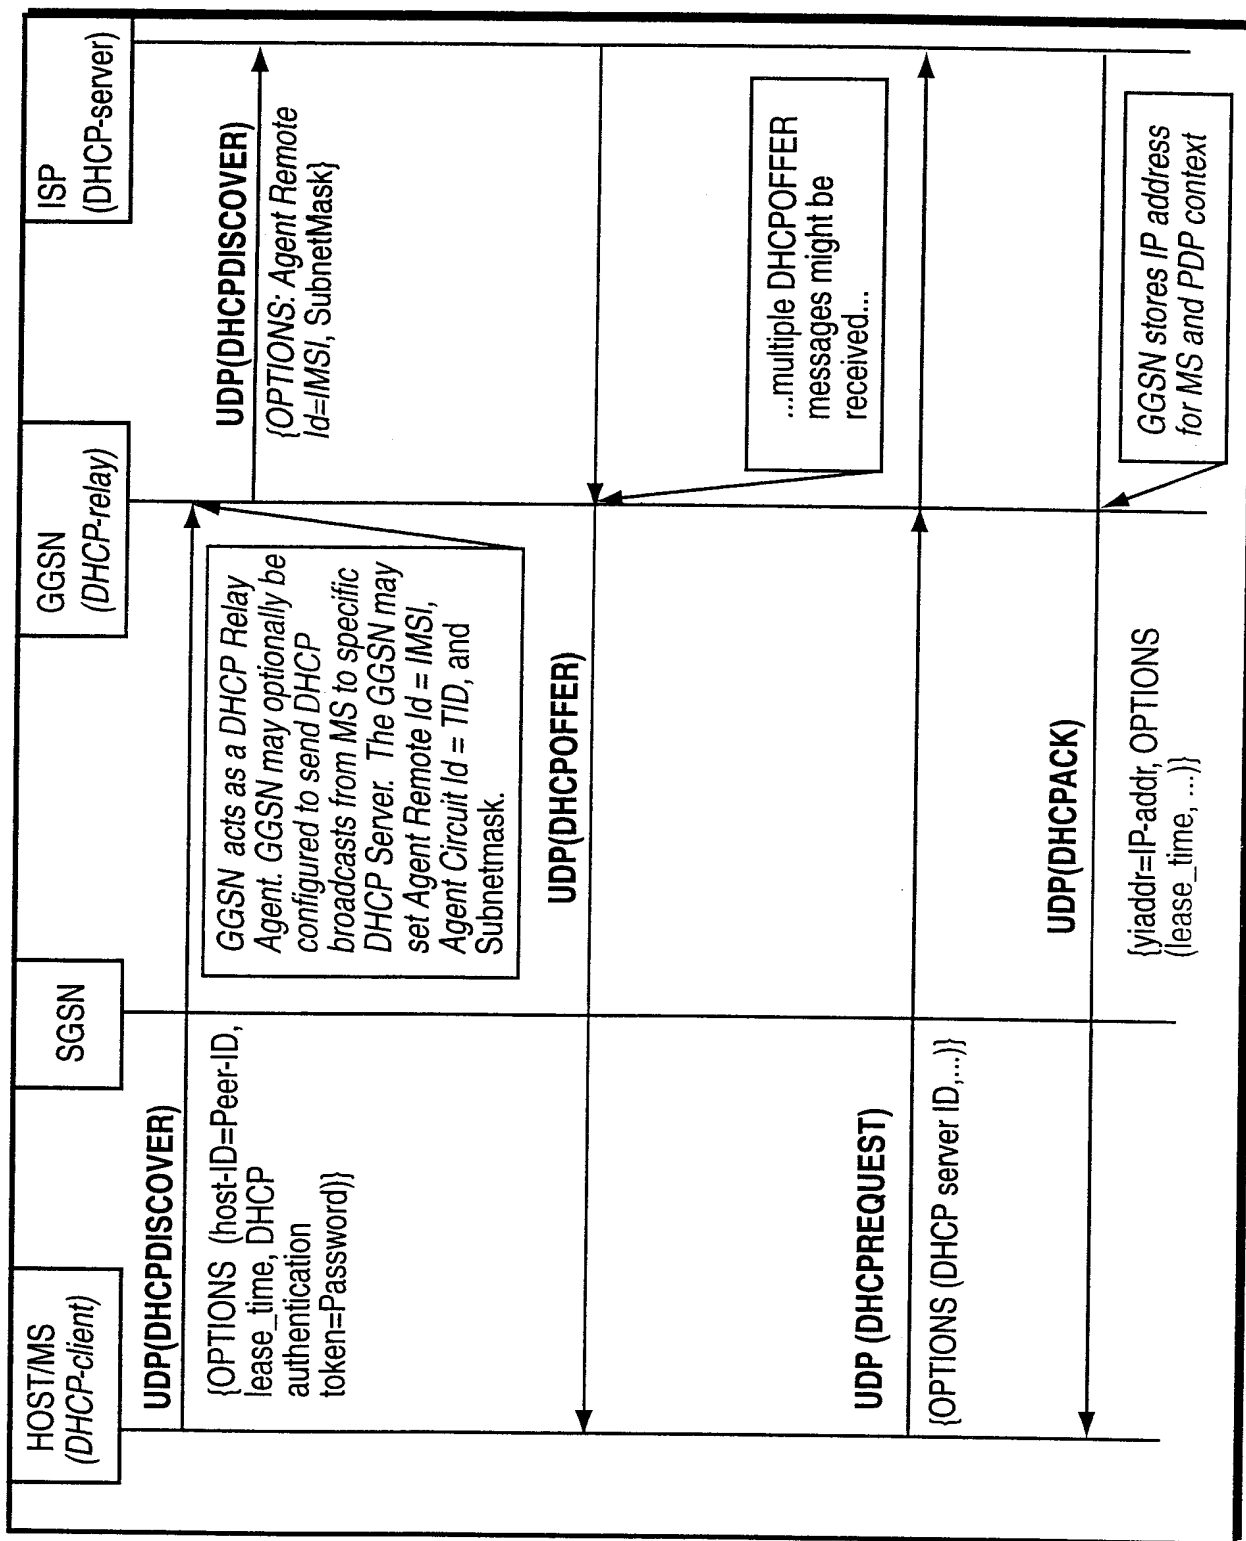 HOST/MS
(DHCP-client)
SGSN
GGSN
(DHCP-relay)
ISP
(DHCP-server)
UDP(DHCPDISCOVER)
{OPTIONS (host-ID=Peer-ID,
lease_time, DHCP
authentication
token=Password)}
GGSN acts as a DHCP Relay
Agent. GGSN may optionally be
configured to send DHCP
broadcasts from MS to specific
DHCP Server. The GGSN may
set Agent Remote Id = IMSI,
Agent Circuit Id = TID, and
Subnetmask.
UDP(DHCPDISCOVER)
{OPTIONS: Agent Remote
Id=IMSI, SubnetMask}
UDP(DHCPOFFER)
...multiple DHCPOFFER
messages might be
received...
UDP (DHCPREQUEST)
{OPTIONS (DHCP server ID,...)}
UDP(DHCPACK)
{yiaddr=IP-addr, OPTIONS
(lease_time, ...)}
GGSN stores IP address
for MS and PDP context